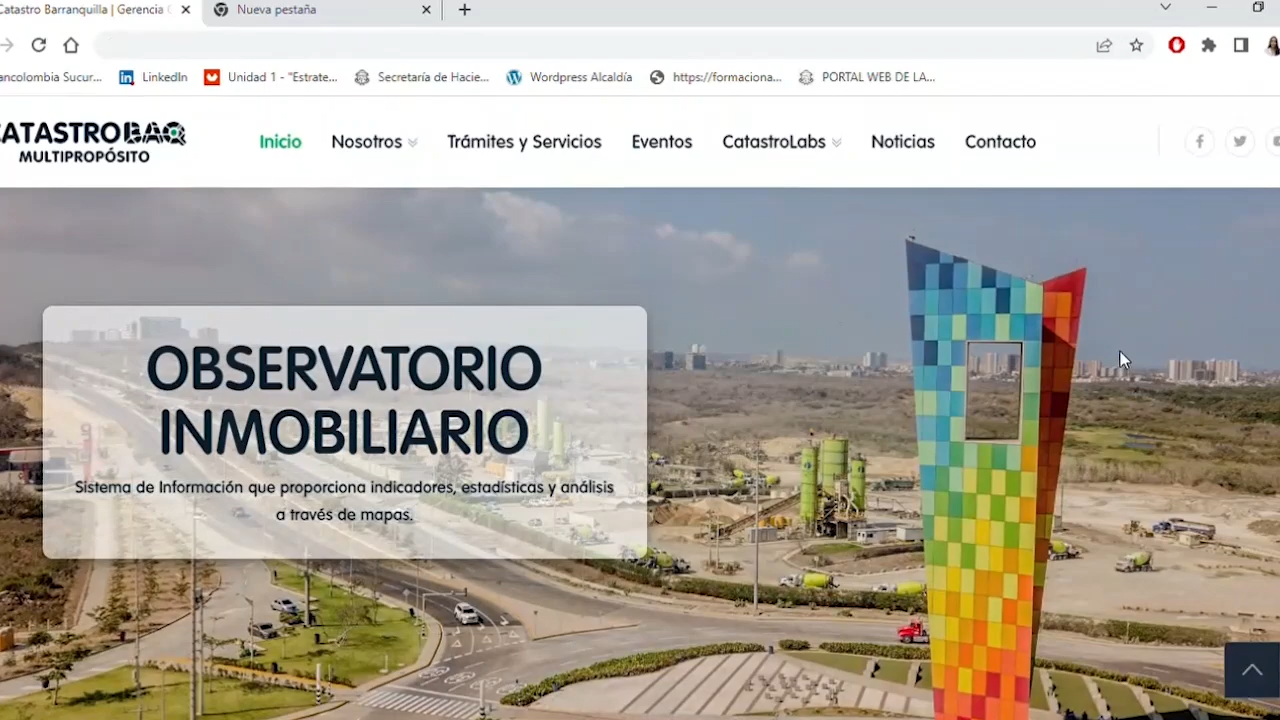 Catastro Barranquilla | Gerencia
Nueva pestaña
ancolombia Sucur...
LinkedIn
Unidad 1 - "Estrate...
Secretaría de Hacie...
Wordpress Alcaldía
https://formaciona...
PORTAL WEB DE LA...
CATASTROBAQ
MULTIPROPÓSITO
Inicio
Nosotros
Trámites y Servicios
Eventos
CatastroLabs
Noticias
Contacto
OBSERVATORIO
INMOBILIARIO
Sistema de Información que proporciona indicadores, estadísticas y análisis
a través de mapas.